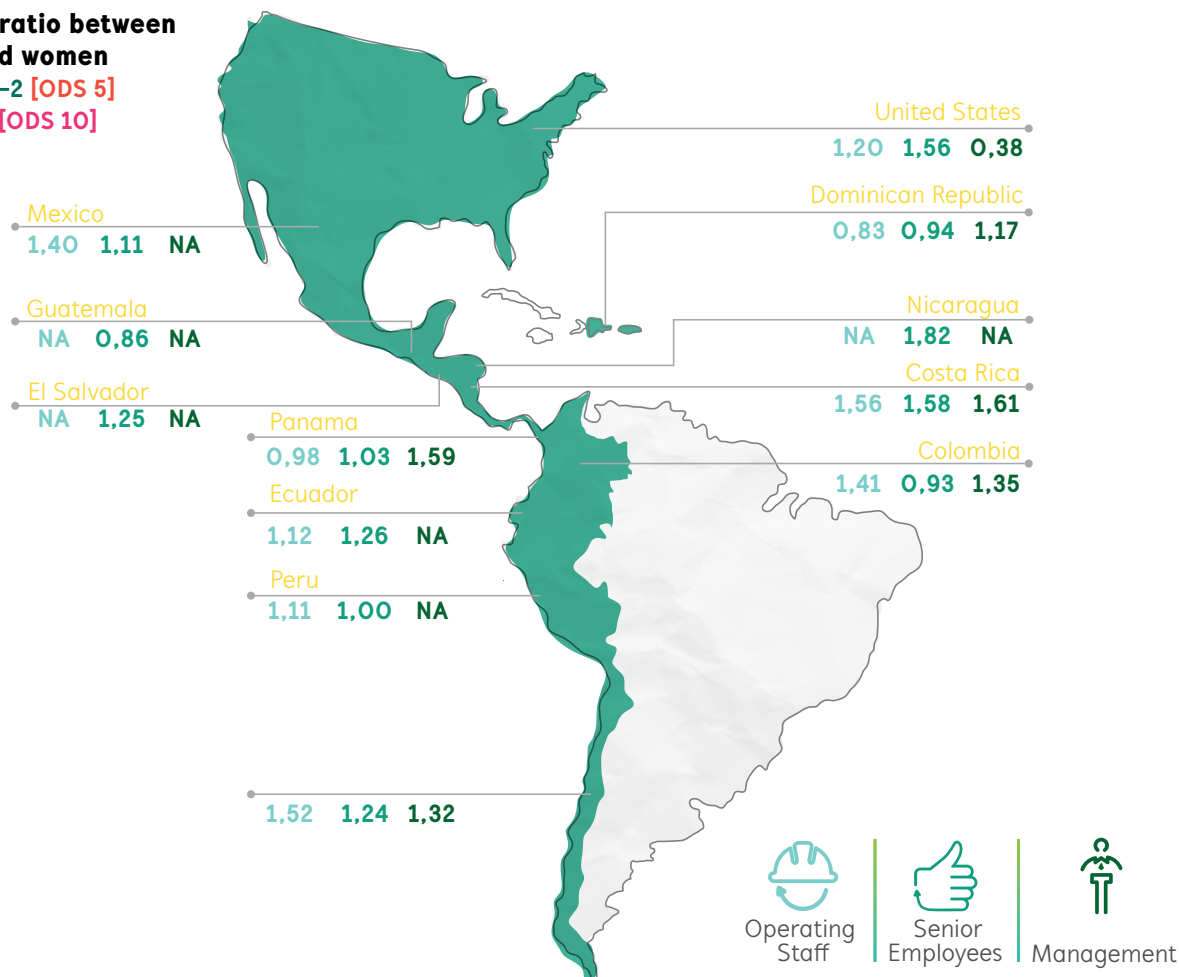 ratio between
d women
–2 [ODS 5]
[ODS 10]
United States
1,20 1,56 0,38
Dominican Republic
0,83 0,94 1,17
Mexico
1,40 1,11 NA
Guatemala
NA 0,86 NA
Nicaragua
NA 1,82 NA
El Salvador
NA 1,25 NA
Costa Rica
1,56 1,58 1,61
Panama
0,98 1,03 1,59
Colombia
1,41 0,93 1,35
Ecuador
1,12 1,26 NA
Peru
1,11 1,00 NA
1,52 1,24 1,32
Operating
Staff
Senior
Employees
Management